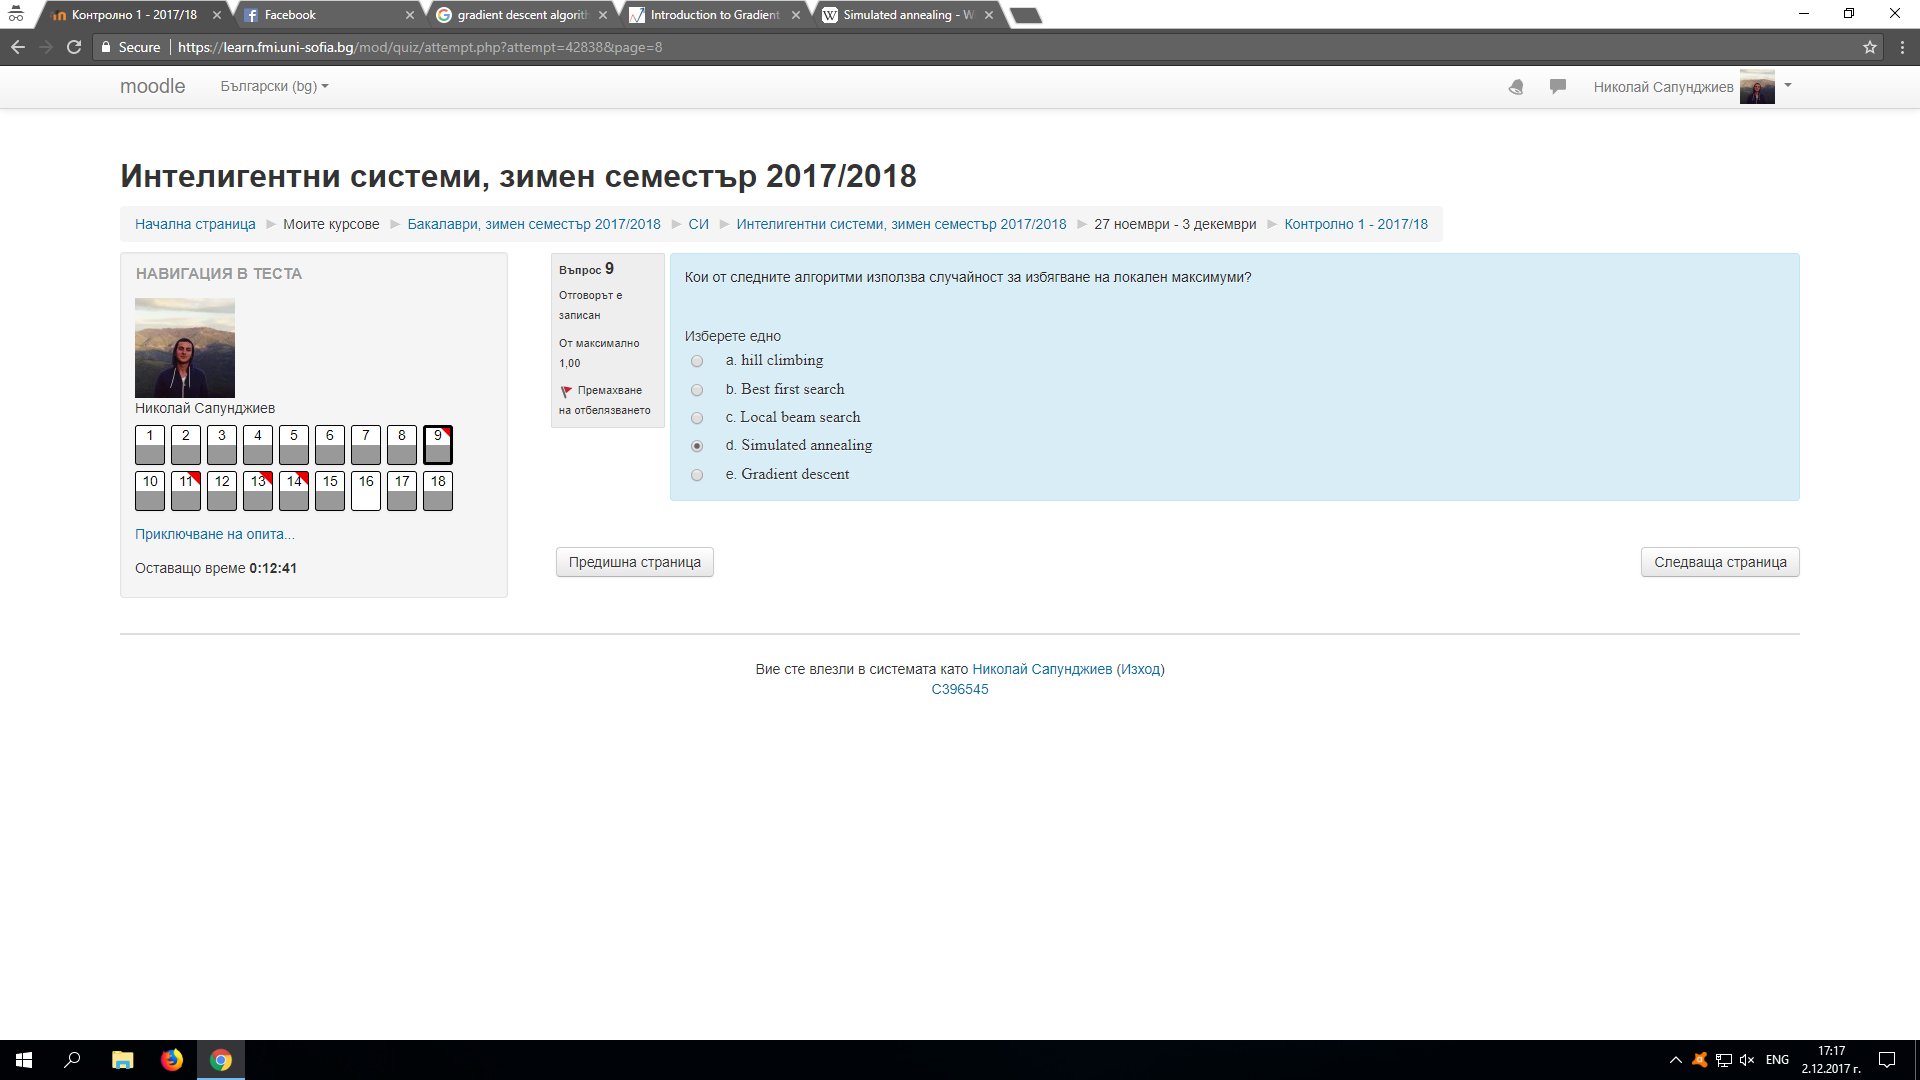 Контролно 1 - 2017/18
Facebook
gradient descent algorith
Introduction to Gradient
Simulated annealing - W
Secure
https://learn.fmi.uni-sofia.bg/mod/quiz/attempt.php?attempt=42838&page=8
moodle
Български (bg)
Николай Сапунджиев
Интелигентни системи, зимен семестър 2017/2018
Начална страница ► Моите курсове ► Бакалаври, зимен семестър 2017/2018 ► СИ ► Интелигентни системи, зимен семестър 2017/2018 ► 27 ноември - 3 декември ► Контролно 1 - 2017/18
НАВИГАЦИЯ В ТЕСТА
Николай Сапунджиев
1 2 3 4 5 6 7 8 9
10 11 12 13 14 15 16 17 18
Приключване на опита...
Оставащо време 0:12:41
Въпрос 9
Отговорът е
записан
От максимално
1,00
Премахване
на отбелязването
Кои от следните алгоритми използва случайност за избягване на локален максимуми?
Изберете едно
a. hill climbing
b. Best first search
c. Local beam search
d. Simulated annealing
e. Gradient descent
Предишна страница
Следваща страница
Вие сте влезли в системата като Николай Сапунджиев (Изход)
C396545
ENG
17:17
2.12.2017 г.